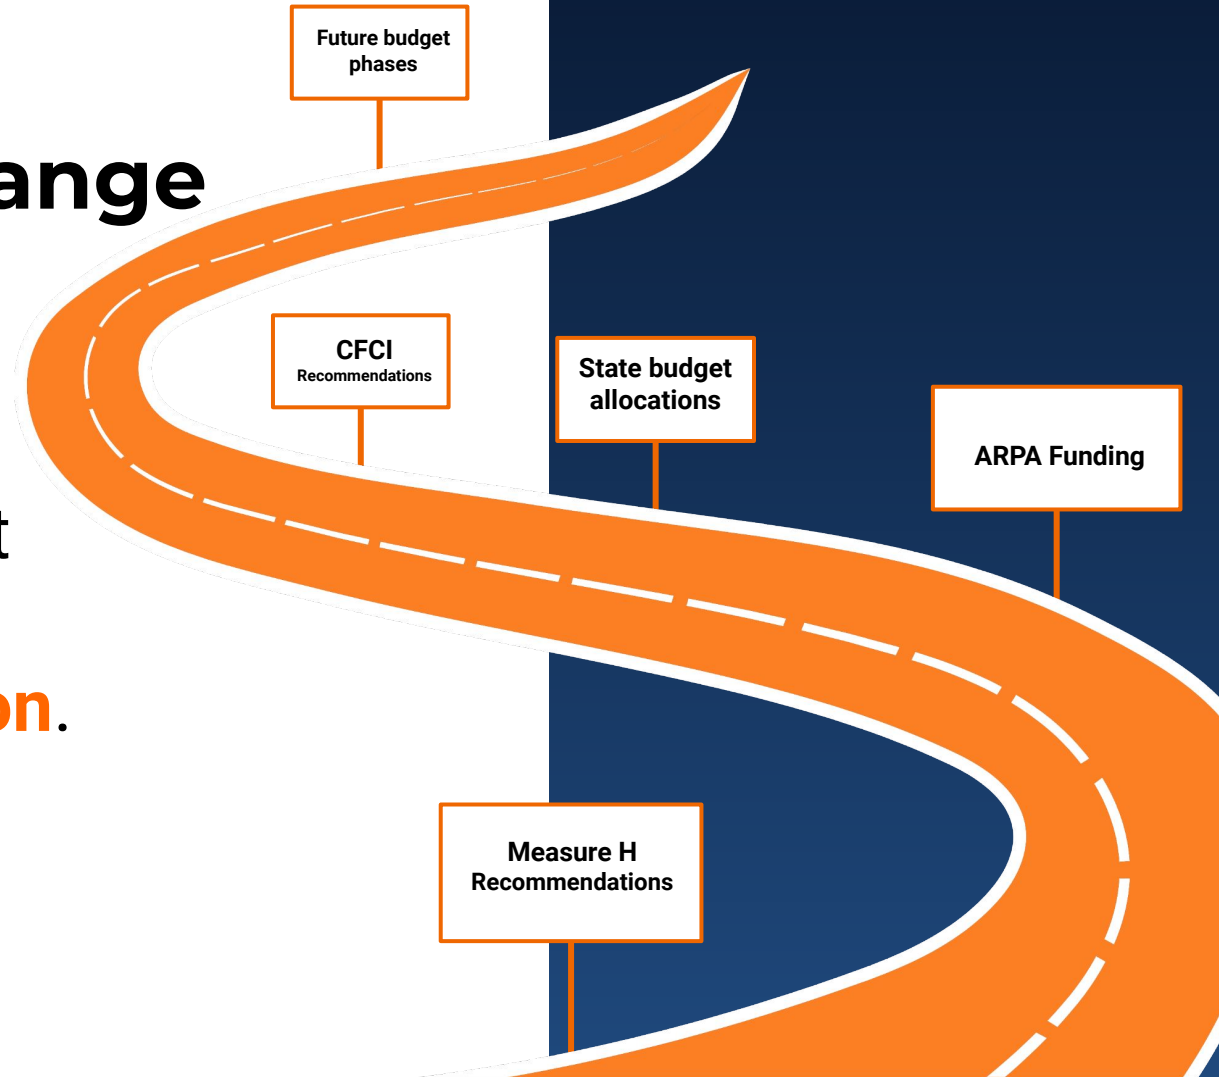 Future budget
phases
ange
CFCI
Recommendations
State budget
allocations
ARPA Funding
t
on.
Measure H
Recommendations